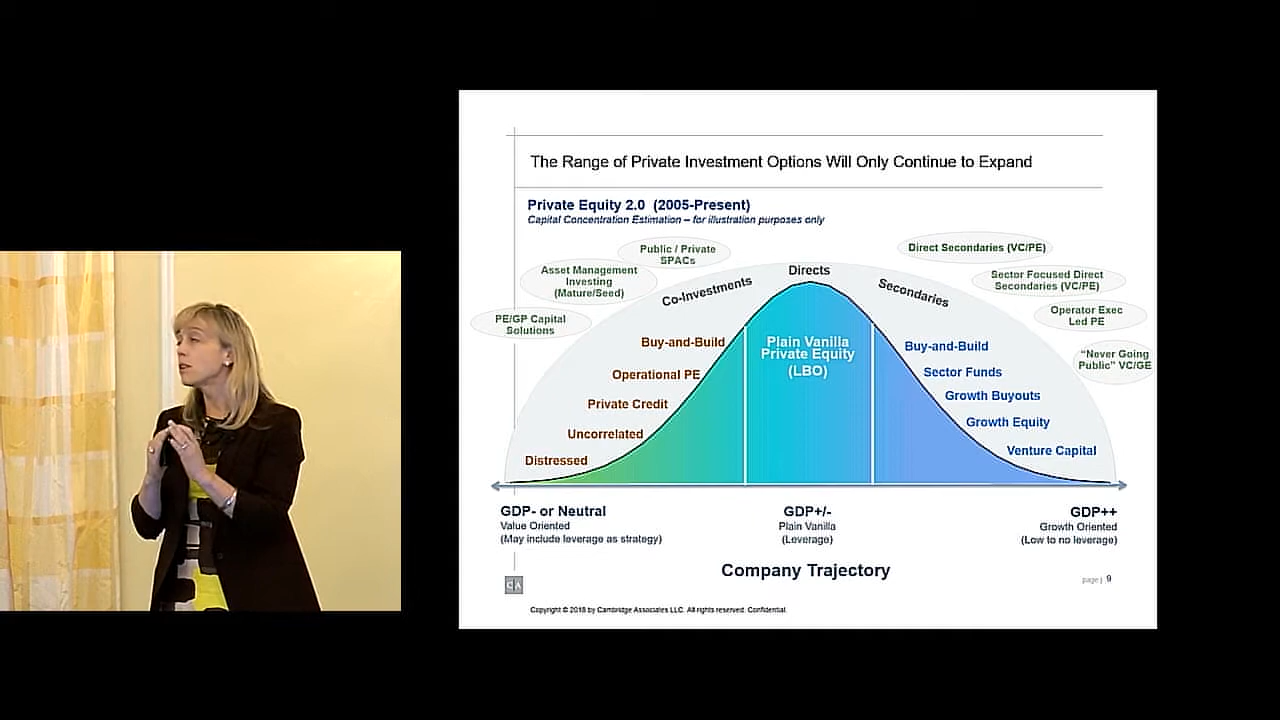 The Range of Private Investment Options Will Only Continue to Expand
Private Equity 2.0 (2005-Present)
Capital Concentration Estimation – for illustration purposes only
Public / Private
SPACs
Asset Management
Investing
(Mature/Seed)
PE/GP Capital
Solutions
Direct Secondaries (VC/PE)
Sector Focused Direct
Secondaries (VC/PE)
Operator Exec
Led PE
“Never Going
Public” VC/GE
Co-Investments
Directs
Secondaries
Buy-and-Build
Operational PE
Private Credit
Uncorrelated
Distressed
Plain Vanilla
Private Equity
(LBO)
Buy-and-Build
Sector Funds
Growth Buyouts
Growth Equity
Venture Capital
GDP- or Neutral
Value Oriented
(May include leverage as strategy)
GDP+/-
Plain Vanilla
(Leverage)
GDP++
Growth Oriented
(Low to no leverage)
Company Trajectory
CA
page | 9
Copyright © 2018 by Cambridge Associates LLC. All rights reserved. Confidential.